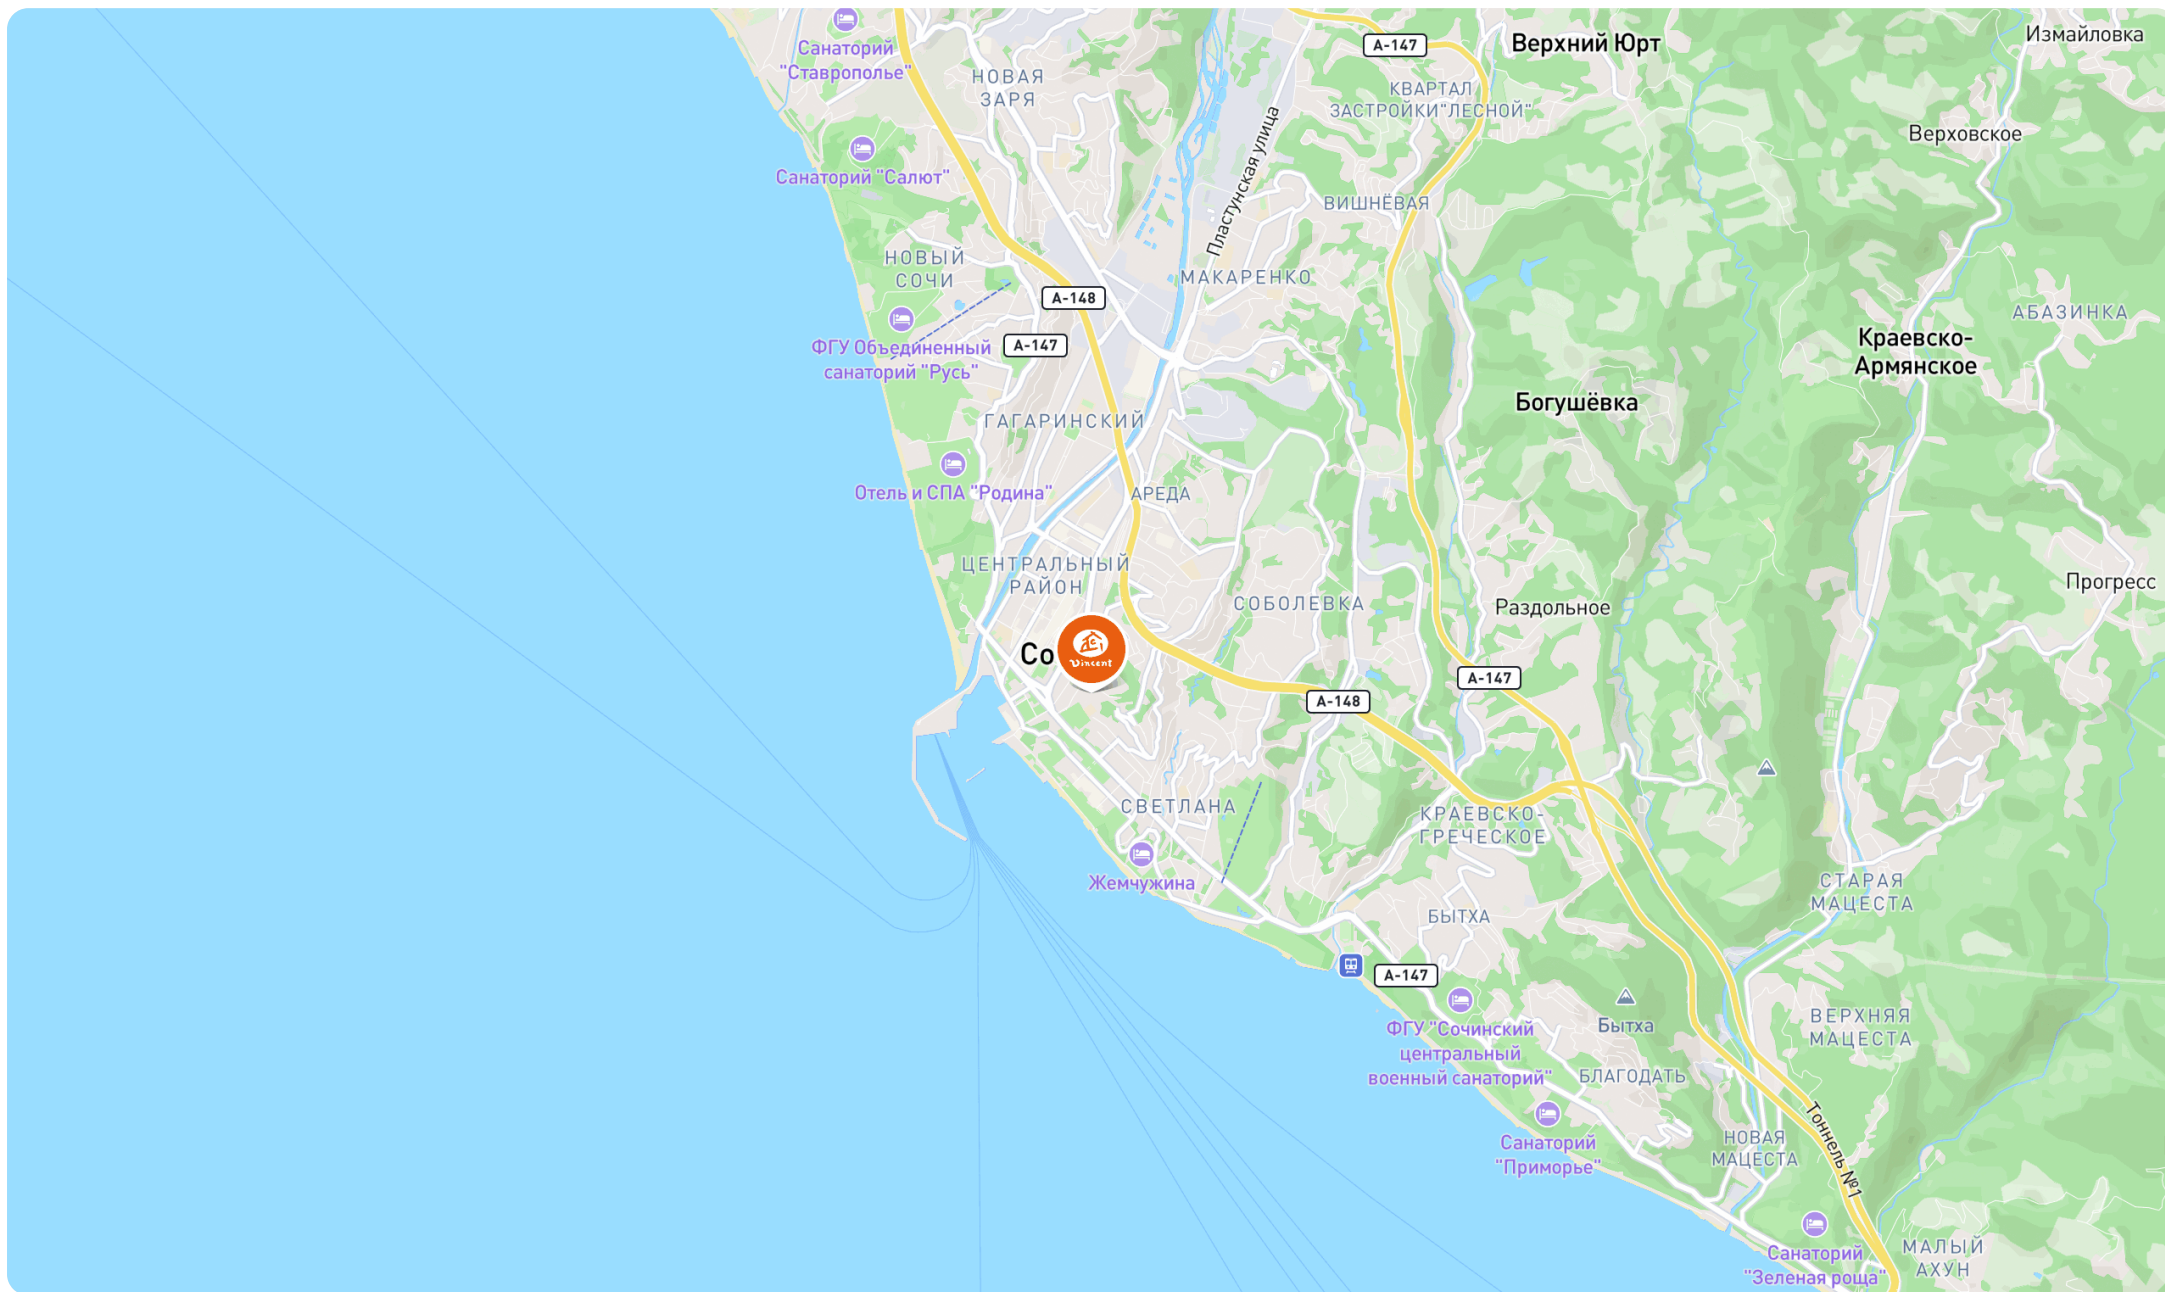 Санаторий
"Ставрополье"
НОВАЯ
ЗАРЯ
А-147
Верхний Юрт
Измайловка
КВАРТАЛ
ЗАСТРОЙКИ"ЛЕСНОЙ"
Верховское
Санаторий "Салют"
Пластунская улица
ВИШНЁВАЯ
НОВЫЙ
СОЧИ
МАКАРЕНКО
А-148
АБАЗИНКА
ФГУ Объединенный
санаторий "Русь"
А-147
Краевско-
Армянское
Богушёвка
ГАГАРИНСКИЙ
Отель и СПА "Родина"
АРЕДА
ЦЕНТРАЛЬНЫЙ
РАЙОН
Прогресс
СОБОЛЕВКА
Раздольное
Со
Vincent
А-147
А-148
СВЕТЛАНА
КРАЕВСКО-
ГРЕЧЕСКОЕ
Жемчужина
СТАРАЯ
МАЦЕСТА
БЫТХА
А-147
ФГУ "Сочинский
центральный
военный санаторий"
Бытха
ВЕРХНЯЯ
МАЦЕСТА
БЛАГОДАТЬ
Санаторий
"Приморье"
НОВАЯ
МАЦЕСТА
Тоннель №1
Санаторий
"Зеленая роща"
МАЛЫЙ
АХУН